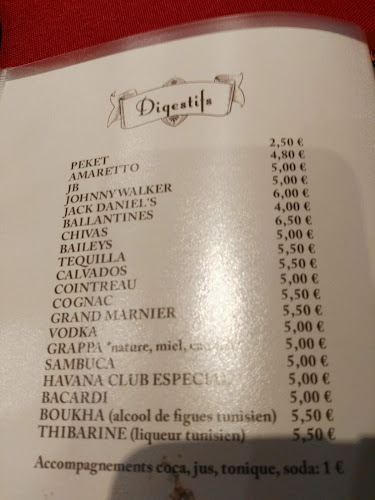 Digestifs
PEKET 2,50 €
AMARETTO 4,80 €
JB 5,00 €
JOHNNY WALKER 5,00 €
JACK DANIEL'S 6,00 €
BALLANTINES 4,00 €
CHIVAS 6,50 €
BAILEYS 5,00 €
TEQUILLA 5,50 €
CALVADOS 5,50 €
COINTREAU 5,00 €
COGNAC 5,50 €
GRAND MARNIER 5,50 €
VODKA 5,00 €
GRAPPA "nature, miel, 5,00 €
SAMBUCA 5,00 €
HAVANA CLUB ESPECIAL 5,00 €
BACARDI 5,00 €
BOUKHA (alcool de figues tunisien) 5,50 €
THIBARINE (liqueur tunisien) 5,50 €
Accompagnements coca, jus, tonique, soda: 1 €